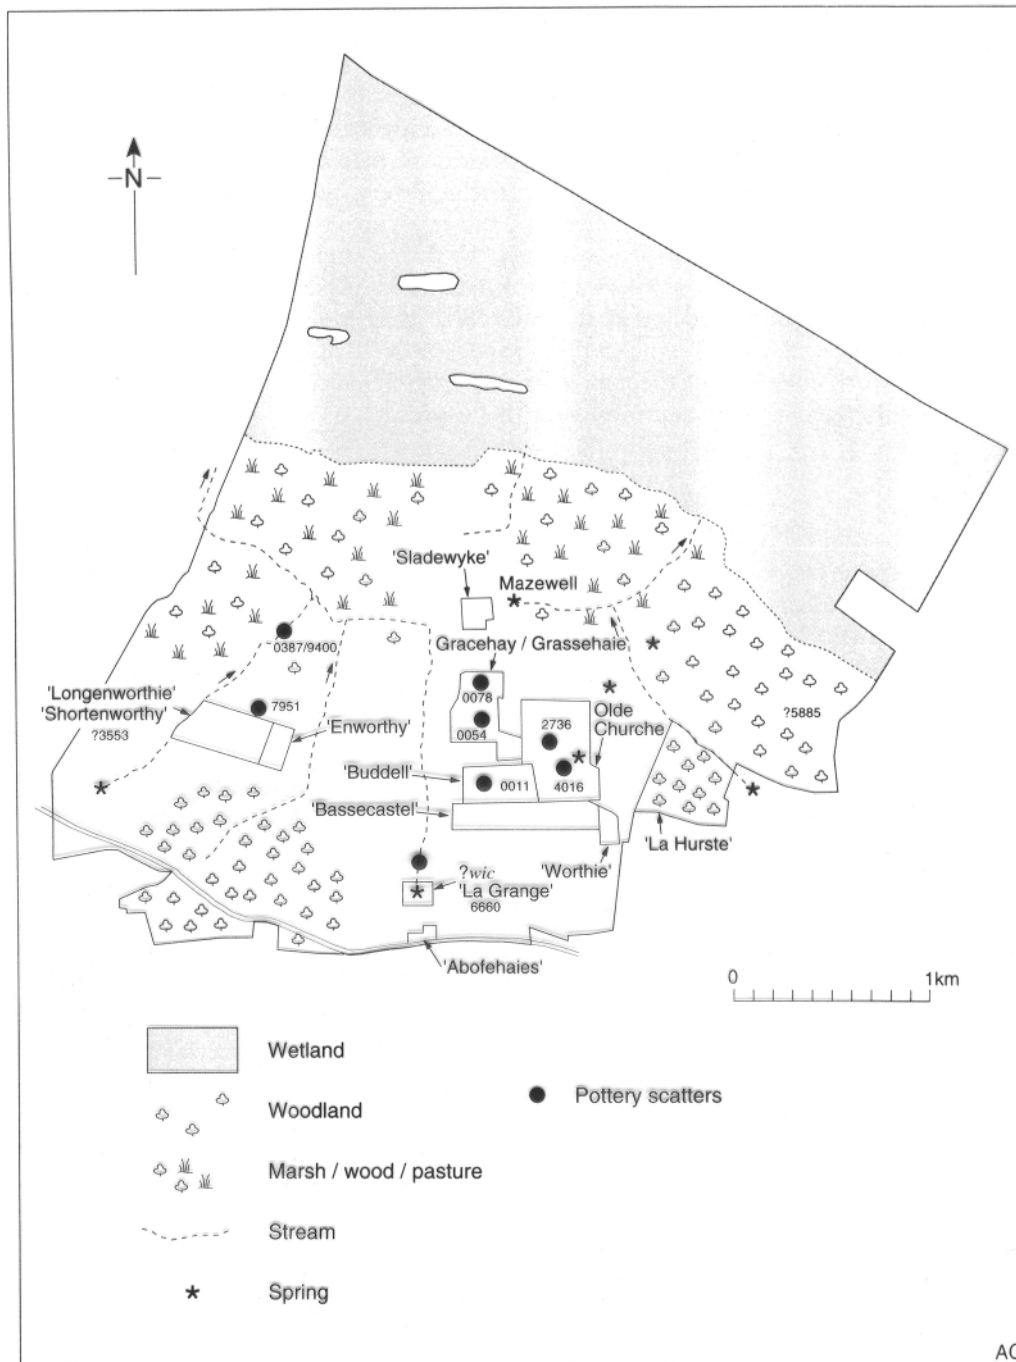 N
'Sladewyke'
Mazewell
Gracehay / Grassehaie
0387/9400
'Longenworthie'
'Shortenworthy'
?3553
7951
'Enworthy'
0078
0054
2736
Olde
Churche
?5885
'Buddell'
0011
4016
'Bassecastel'
'La Hurste'
'Worthie'
?wic
'La Grange'
6660
'Abofehaies'
0 1km
Wetland
Woodland
Pottery scatters
Marsh / wood / pasture
Stream
Spring